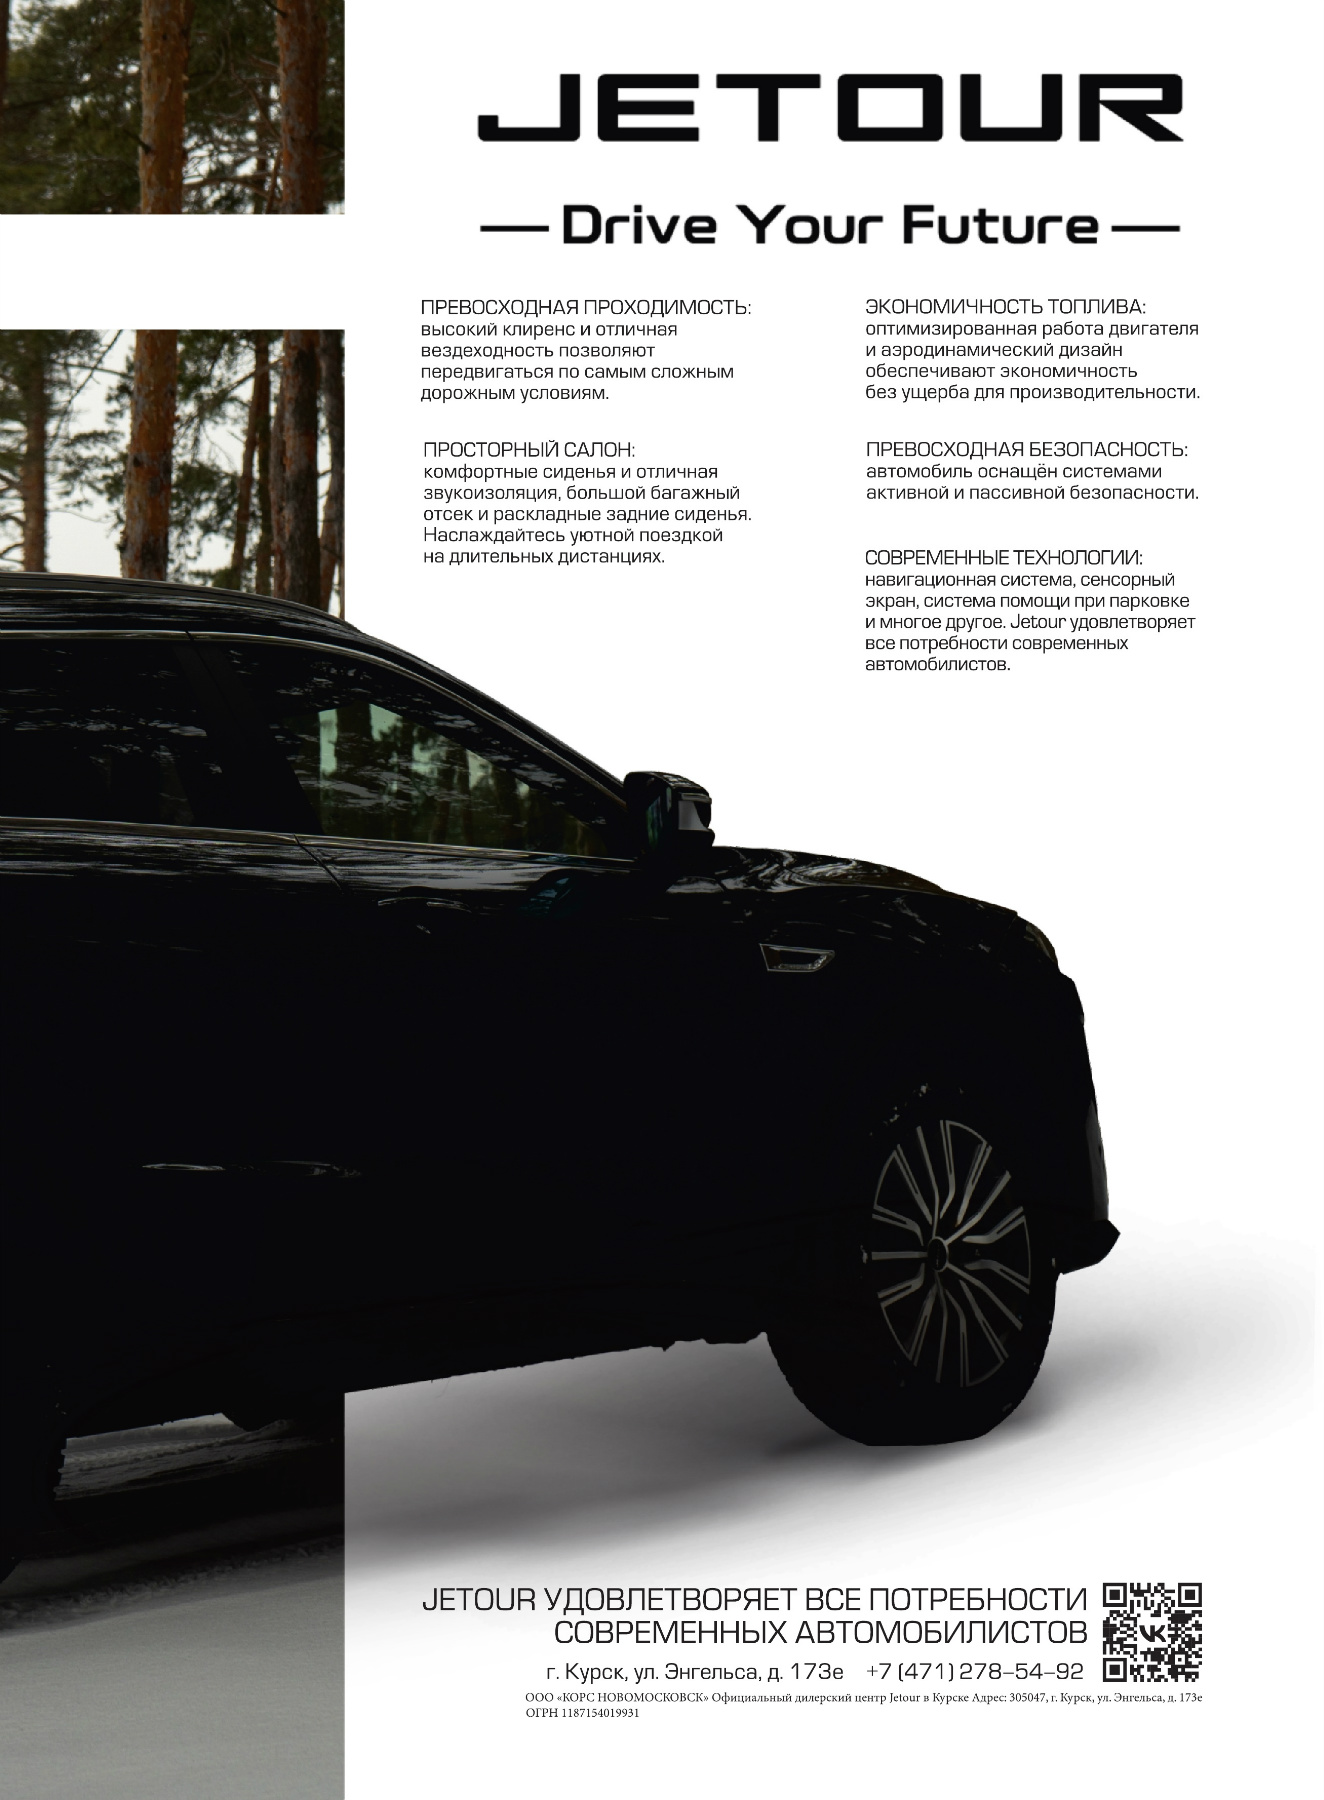 JETOUR
— Drive Your Future —
ПРЕВОСХОДНАЯ ПРОХОДИМОСТЬ:
высокий клиренс и отличная
вездеходность позволяют
передвигаться по самым сложным
дорожным условиям.
ПРОСТОРНЫЙ САЛОН:
комфортные сиденья и отличная
звукоизоляция, большой багажный
отсек и раскладные задние сиденья.
Наслаждайтесь уютной поездкой
на длительных дистанциях.
ЭКОНОМИЧНОСТЬ ТОПЛИВА:
оптимизированная работа двигателя
и аэродинамический дизайн
обеспечивают экономичность
без ущерба для производительности.
ПРЕВОСХОДНАЯ БЕЗОПАСНОСТЬ:
автомобиль оснащён системами
активной и пассивной безопасности.
СОВРЕМЕННЫЕ ТЕХНОЛОГИИ:
навигационная система, сенсорный
экран, система помощи при парковке
и многое другое. Jetour удовлетворяет
все потребности современных
автомобилистов.
JETOUR УДОВЛЕТВОРЯЕТ ВСЕ ПОТРЕБНОСТИ
СОВРЕМЕННЫХ АВТОМОБИЛИСТОВ
г. Курск, ул. Энгельса, д. 173е +7 (471) 278–54–92
ООО «КОРС НОВОМОСКОВСК» Официальный дилерский центр Jetour в Курске Адрес: 305047, г. Курск, ул. Энгельса, д. 173е
ОГРН 1187154019931